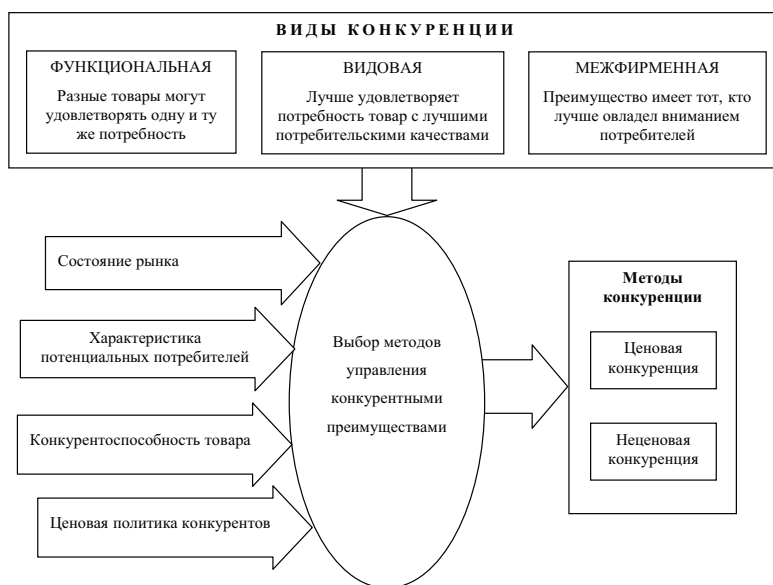 ВИДЫ КОНКУРЕНЦИИ
ФУНКЦИОНАЛЬНАЯ
Разные товары могут
удовлетворять одну и ту
же потребность
ВИДОВАЯ
Лучше удовлетворяет
потребность товар с лучшими
потребительскими качествами
МЕЖФИРМЕННАЯ
Преимущество имеет тот, кто
лучше овладел вниманием
потребителей
Состояние рынка
Характеристика
потенциальных потребителей
Конкурентоспособность товара
Ценовая политика конкурентов
Выбор методов
управления
конкурентными
преимуществами
Методы
конкуренции
Ценовая
конкуренция
Неценовая
конкуренция